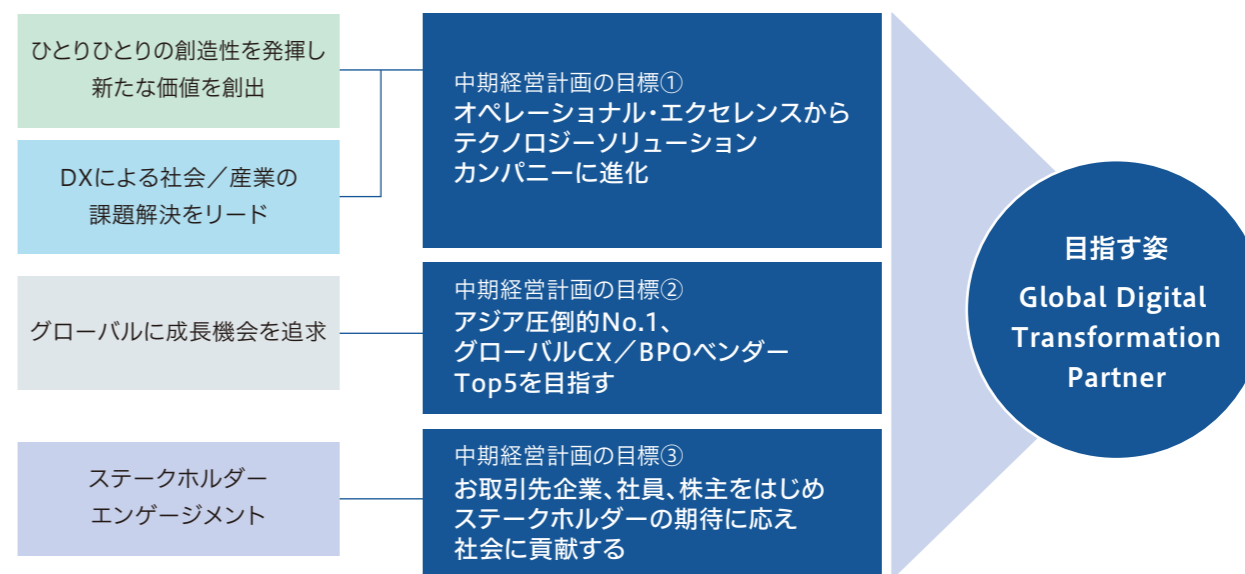 ひとりひとりの創造性を発揮し
新たな価値を創出
DXによる社会／産業の
課題解決をリード
グローバルに成長機会を追求
ステークホルダー
エンゲージメント
中期経営計画の目標①
オペレーショナル・エクセレンスから
テクノロジーソリューション
カンパニーに進化
中期経営計画の目標②
アジア圧倒的No.1、
グローバルCX／BPOベンダー
Top5を目指す
中期経営計画の目標③
お取引先企業、社員、株主をはじめ
ステークホルダーの期待に応え
社会に貢献する
目指す姿
Global Digital
Transformation
Partner